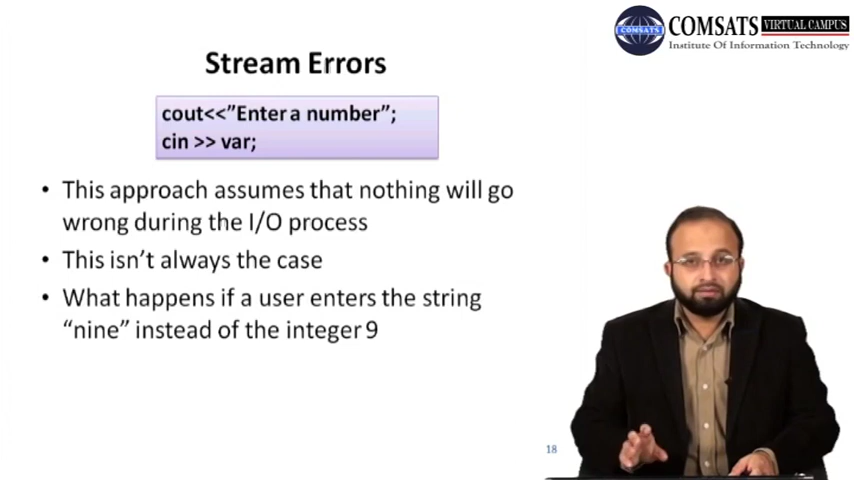 COMSATS VIRTUAL CAMPUS
COMSATS
Institute Of Information Technology
Stream Errors
cout<<”Enter a number”;
cin >> var;
• This approach assumes that nothing will go
wrong during the I/O process
• This isn’t always the case
• What happens if a user enters the string
“nine” instead of the integer 9
18